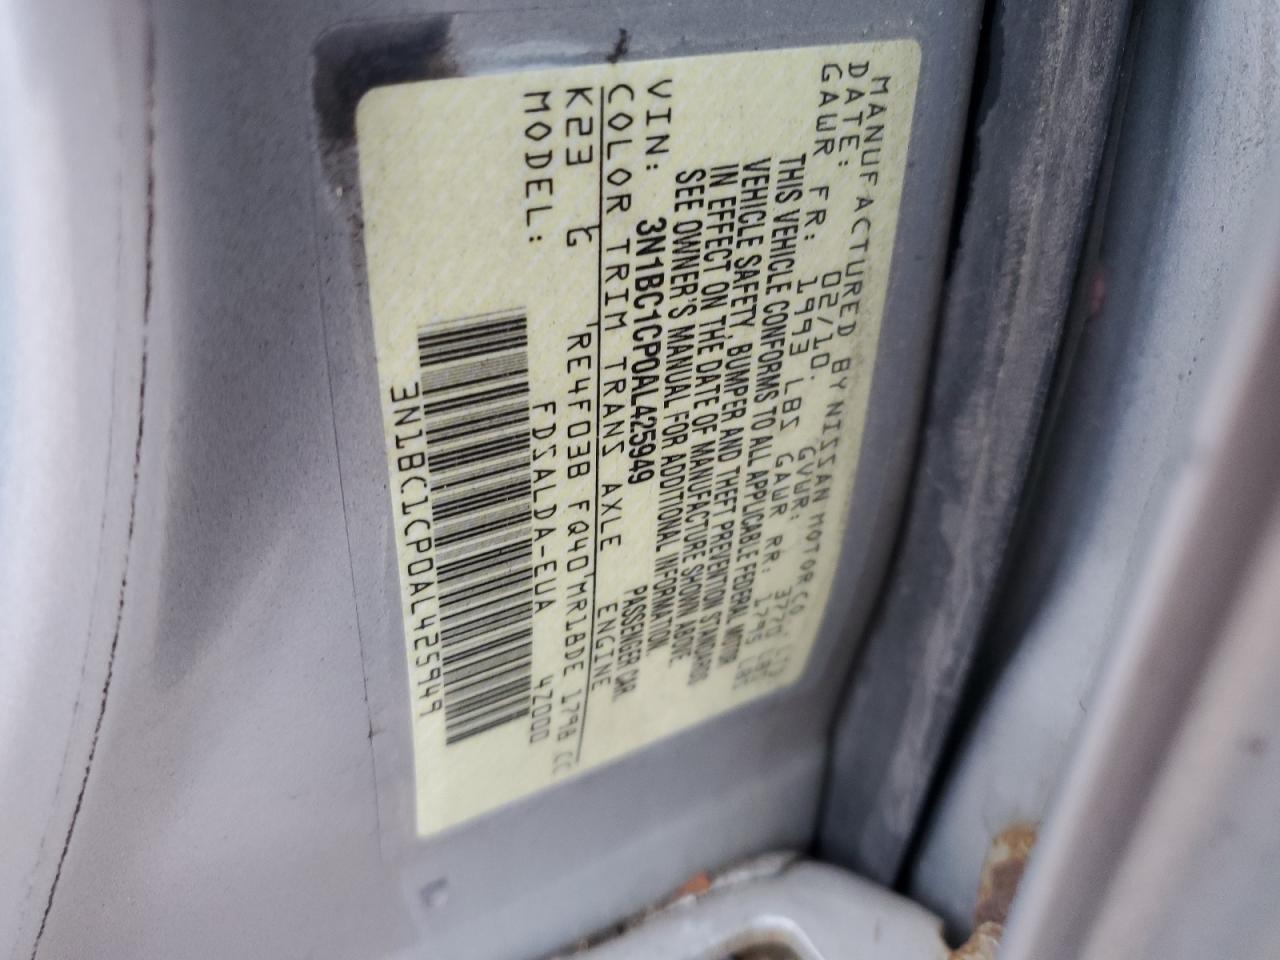 MANUFACTURED BY NISSAN MOTOR CO., LTD.
DATE: 02/10. GVWR: 3770 LBS
GAWR FR: 1993 LBS GAWR RR: 1795 LBS
THIS VEHICLE CONFORMS TO ALL APPLICABLE FEDERAL MOTOR
VEHICLE SAFETY, BUMPER AND THEFT PREVENTION STANDARDS
IN EFFECT ON THE DATE OF MANUFACTURE SHOWN ABOVE.
SEE OWNER'S MANUAL FOR ADDITIONAL INFORMATION.
VIN: 3N1BC1CP0AL425949 PASSENGER CAR
COLOR TRIM TRANS AXLE ENGINE
K23 G RE4F03B FQ40 MR18DE 1798 CC
MODEL: FDSALDA-EUA 4Z000
3N1BC1CP0AL425949